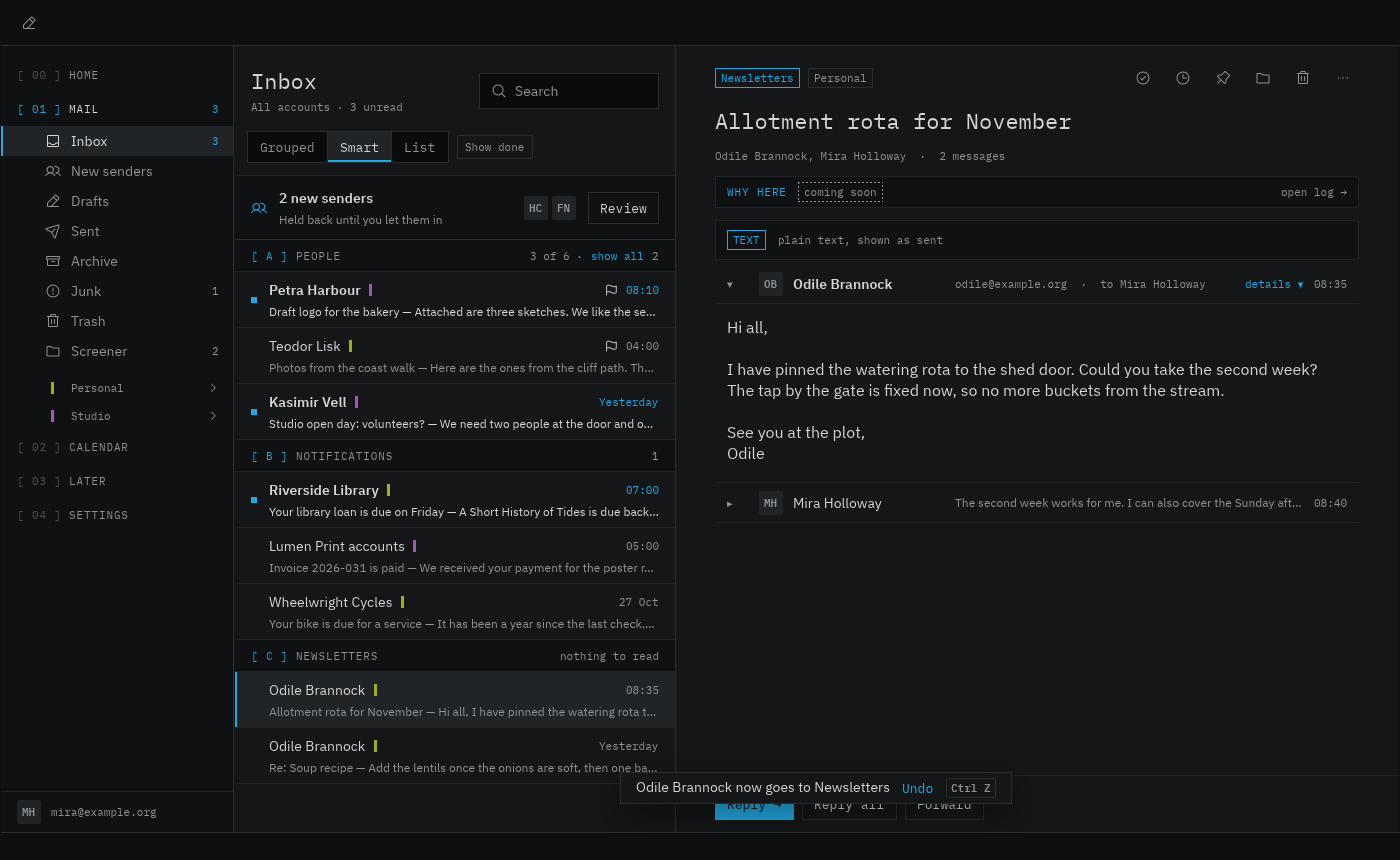 [ 00 ] HOME
[ 01 ] MAIL 3
Inbox 3
New senders
Drafts
Sent
Archive
Junk 1
Trash
Screener 2
Personal
Studio
[ 02 ] CALENDAR
[ 03 ] LATER
[ 04 ] SETTINGS
MH mira@example.org
Inbox
All accounts · 3 unread
Search
Grouped Smart List Show done
2 new senders
Held back until you let them in
HC FN Review
[ A ] PEOPLE 3 of 6 · show all 2
Petra Harbour 08:10
Draft logo for the bakery — Attached are three sketches. We like the se…
Teodor Lisk 04:00
Photos from the coast walk — Here are the ones from the cliff path. Th…
Kasimir Vell Yesterday
Studio open day: volunteers? — We need two people at the door and o…
[ B ] NOTIFICATIONS 1
Riverside Library 07:00
Your library loan is due on Friday — A Short History of Tides is due back…
Lumen Print accounts 05:00
Invoice 2026-031 is paid — We received your payment for the poster r…
Wheelwright Cycles 27 Oct
Your bike is due for a service — It has been a year since the last check.…
[ C ] NEWSLETTERS nothing to read
Odile Brannock 08:35
Allotment rota for November — Hi all, I have pinned the watering rota t…
Odile Brannock Yesterday
Re: Soup recipe — Add the lentils once the onions are soft, then one ba…
Newsletters Personal
Allotment rota for November
Odile Brannock, Mira Holloway · 2 messages
WHY HERE coming soon open log →
TEXT plain text, shown as sent
▾ OB Odile Brannock odile@example.org · to Mira Holloway details ▾ 08:35
Hi all,
I have pinned the watering rota to the shed door. Could you take the second week?
The tap by the gate is fixed now, so no more buckets from the stream.
See you at the plot,
Odile
▸ MH Mira Holloway The second week works for me. I can also cover the Sunday aft… 08:40
Odile Brannock now goes to Newsletters Undo Ctrl Z
Reply → Reply all Forward